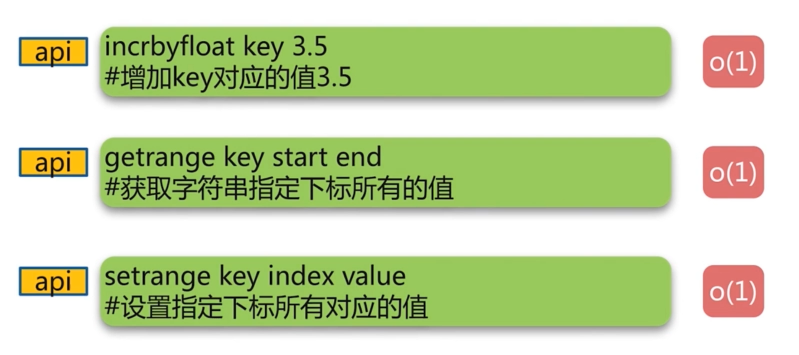 api
incrbyfloat key 3.5
#增加key对应的值3.5
o(1)
api
getrange key start end
#获取字符串指定下标所有的值
o(1)
api
setrange key index value
#设置指定下标所有对应的值
o(1)